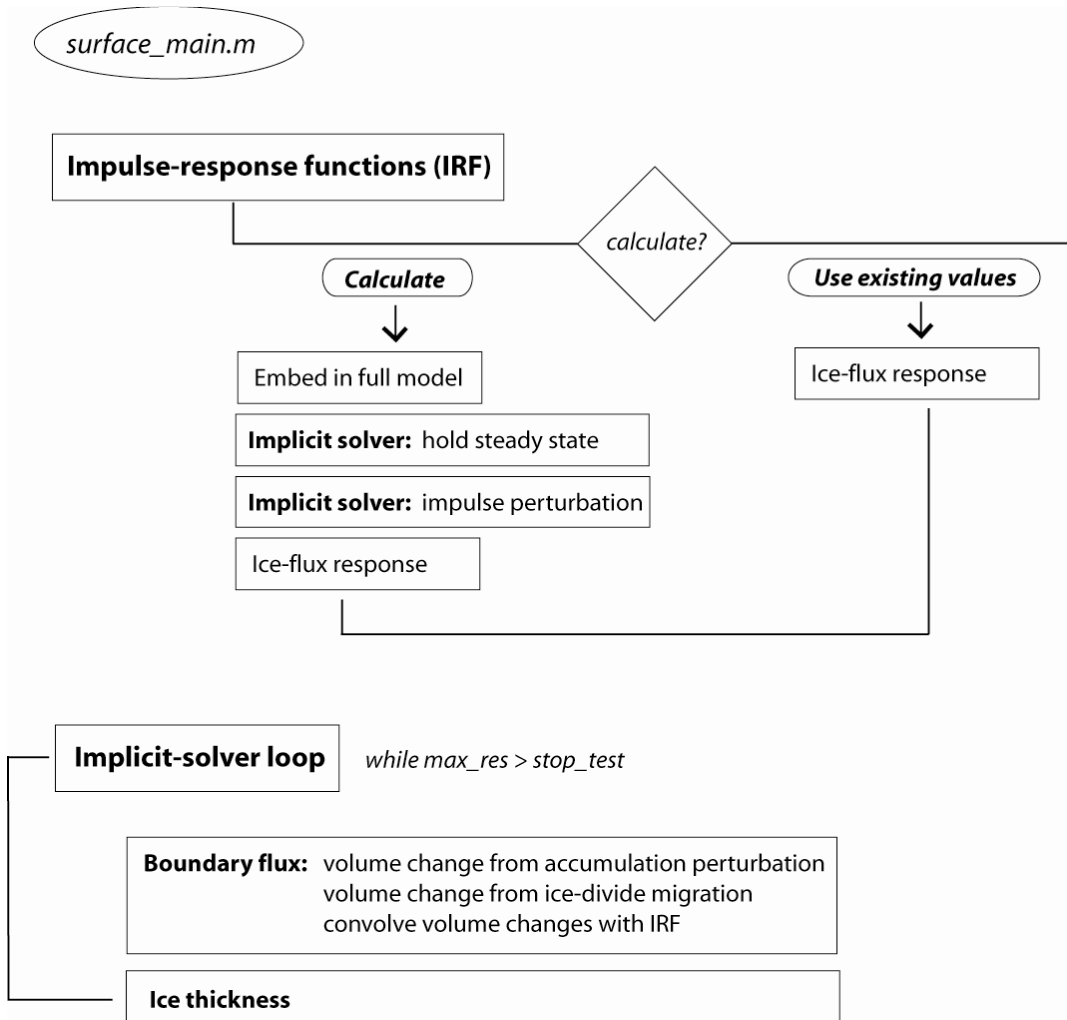 surface_main.m
Impulse-response functions (IRF)
calculate?
Calculate
Use existing values
Embed in full model
Ice-flux response
Implicit solver: hold steady state
Implicit solver: impulse perturbation
Ice-flux response
Implicit-solver loop
while max_res > stop_test
Boundary flux: volume change from accumulation perturbation
volume change from ice-divide migration
convolve volume changes with IRF
Ice thickness